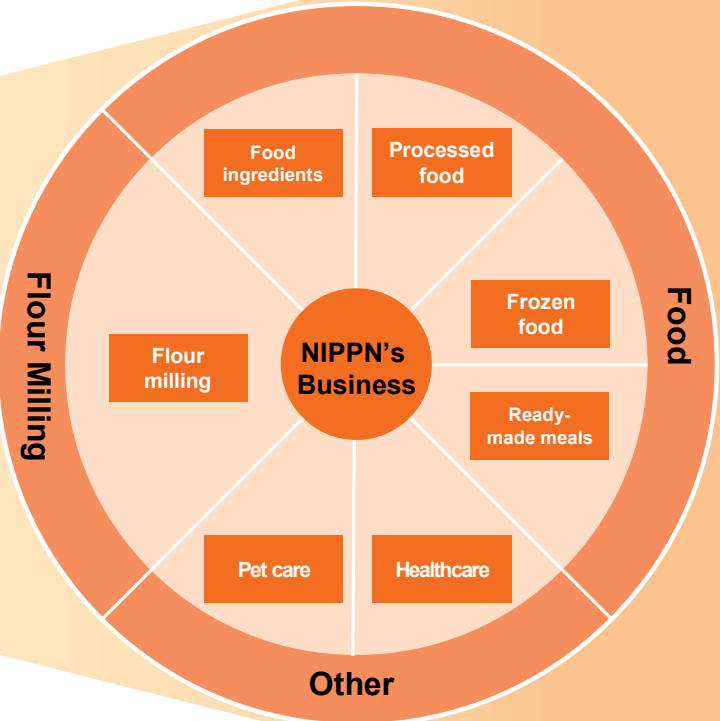 Food
ingredients
Processed
food
Flour Milling
Flour
milling
NIPPN's
Business
Frozen
food
Food
Ready-
made meals
Pet care
Healthcare
Other